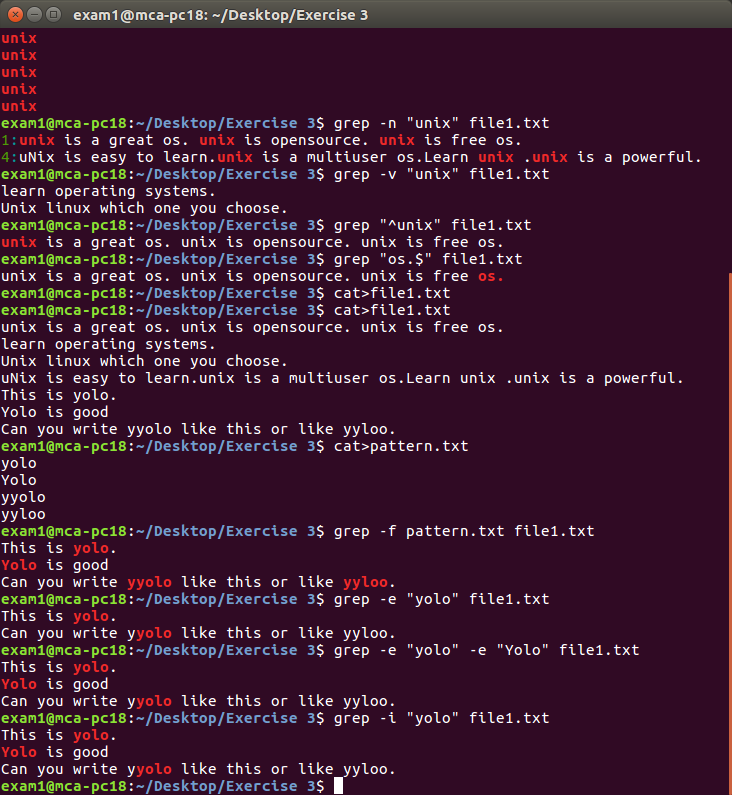 exam1@mca-pc18: ~/Desktop/Exercise 3
unix
unix
unix
unix
unix
exam1@mca-pc18:~/Desktop/Exercise 3$ grep -n "unix" file1.txt
1:unix is a great os. unix is opensource. unix is free os.
4:uNix is easy to learn.unix is a multiuser os.Learn unix .unix is a powerful.
exam1@mca-pc18:~/Desktop/Exercise 3$ grep -v "unix" file1.txt
learn operating systems.
Unix linux which one you choose.
exam1@mca-pc18:~/Desktop/Exercise 3$ grep "^unix" file1.txt
unix is a great os. unix is opensource. unix is free os.
exam1@mca-pc18:~/Desktop/Exercise 3$ grep "os.$" file1.txt
unix is a great os. unix is opensource. unix is free os.
exam1@mca-pc18:~/Desktop/Exercise 3$ cat>file1.txt
exam1@mca-pc18:~/Desktop/Exercise 3$ cat>file1.txt
unix is a great os. unix is opensource. unix is free os.
learn operating systems.
Unix linux which one you choose.
uNix is easy to learn.unix is a multiuser os.Learn unix .unix is a powerful.
This is yolo.
Yolo is good
Can you write yyolo like this or like yyloo.
exam1@mca-pc18:~/Desktop/Exercise 3$ cat>pattern.txt
yolo
Yolo
yyolo
yyloo
exam1@mca-pc18:~/Desktop/Exercise 3$ grep -f pattern.txt file1.txt
This is yolo.
Yolo is good
Can you write yyolo like this or like yyloo.
exam1@mca-pc18:~/Desktop/Exercise 3$ grep -e "yolo" file1.txt
This is yolo.
Can you write yyolo like this or like yyloo.
exam1@mca-pc18:~/Desktop/Exercise 3$ grep -e "yolo" -e "Yolo" file1.txt
This is yolo.
Yolo is good
Can you write yyolo like this or like yyloo.
exam1@mca-pc18:~/Desktop/Exercise 3$ grep -i "yolo" file1.txt
This is yolo.
Yolo is good
Can you write yyolo like this or like yyloo.
exam1@mca-pc18:~/Desktop/Exercise 3$